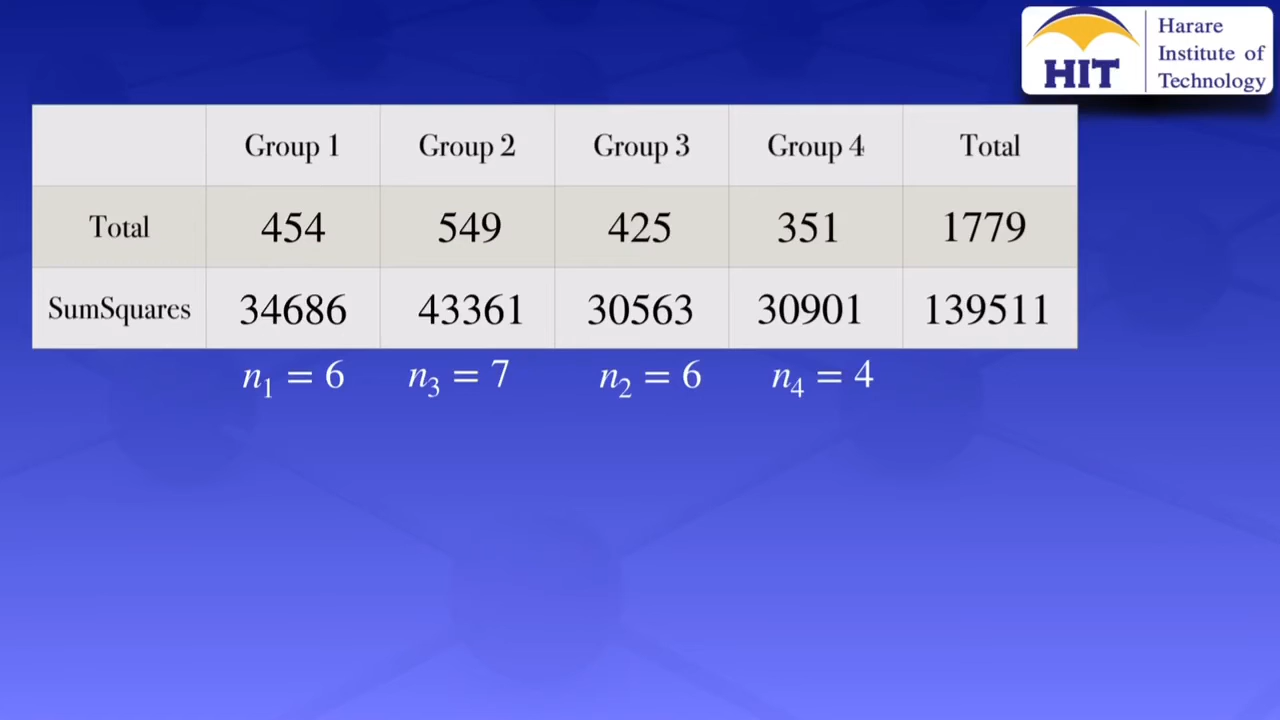 HIT
Harare
Institute of
Technology
Group 1 Group 2 Group 3 Group 4 Total
Total 454 549 425 351 1779
SumSquares 34686 43361 30563 30901 139511
n₁ = 6 n₃ = 7 n₂ = 6 n₄ = 4